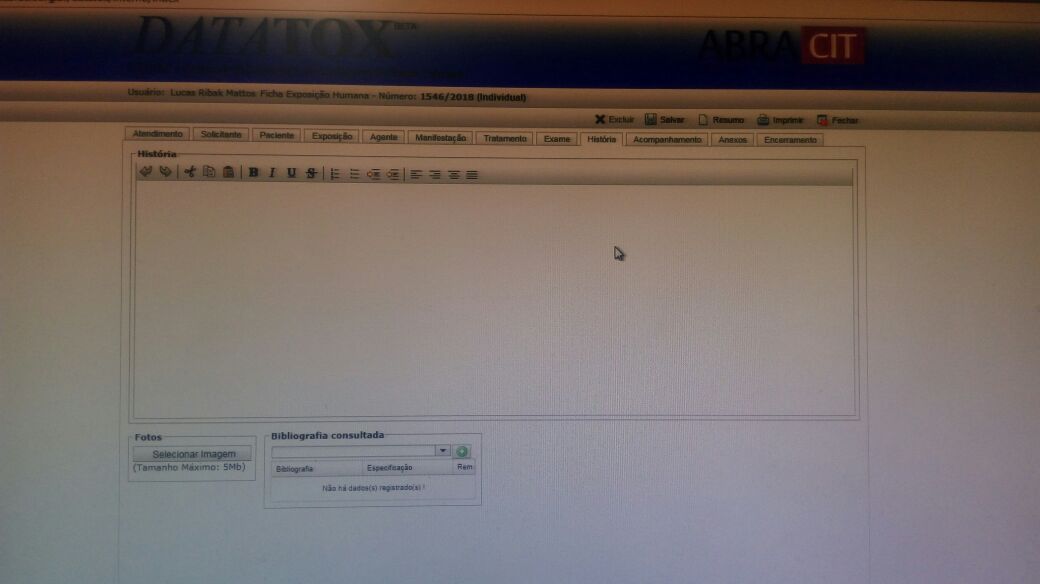 DATATOX BETA
ABRACIT
Usuário: Lucas Ribak Mattos Ficha Exposição Humana - Número: 1546/2018 (Individual)
Excluir Salvar Resumo Imprimir Fechar
Atendimento Solicitante Paciente Exposição Agente Manifestação Tratamento Exame História Acompanhamento Anexos Encerramento
História
B I U S
Fotos
Selecionar Imagem
(Tamanho Máximo: 5Mb)
Bibliografia consultada
Bibliografia Especificação Rem
Não há dados(s) registrado(s) !